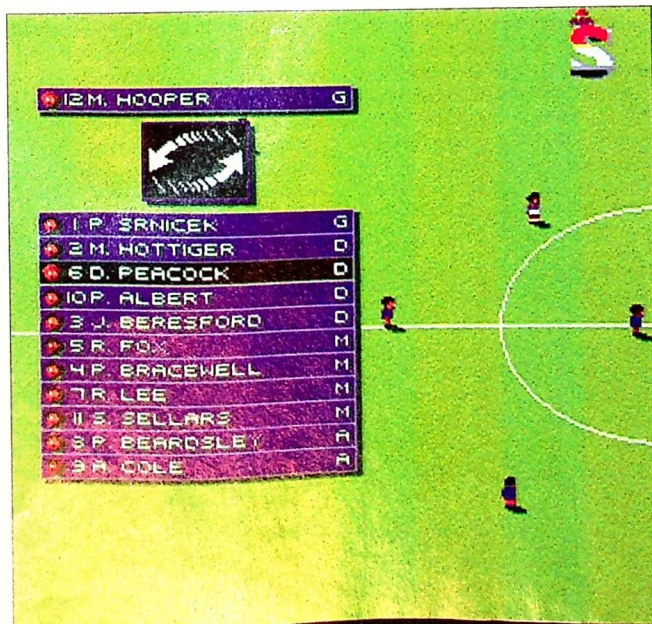 12 M. HOOPER G
1 P. SRNICEK G
2 M. HOTTIGER D
6 D. PEACOCK D
10 P. ALBERT D
3 J. BERESFORD D
5 R. FOX M
4 P. BRACEWELL M
7 R. LEE M
11 S. SELLARS M
8 P. BEARDSLEY A
9 A. COLE A
S